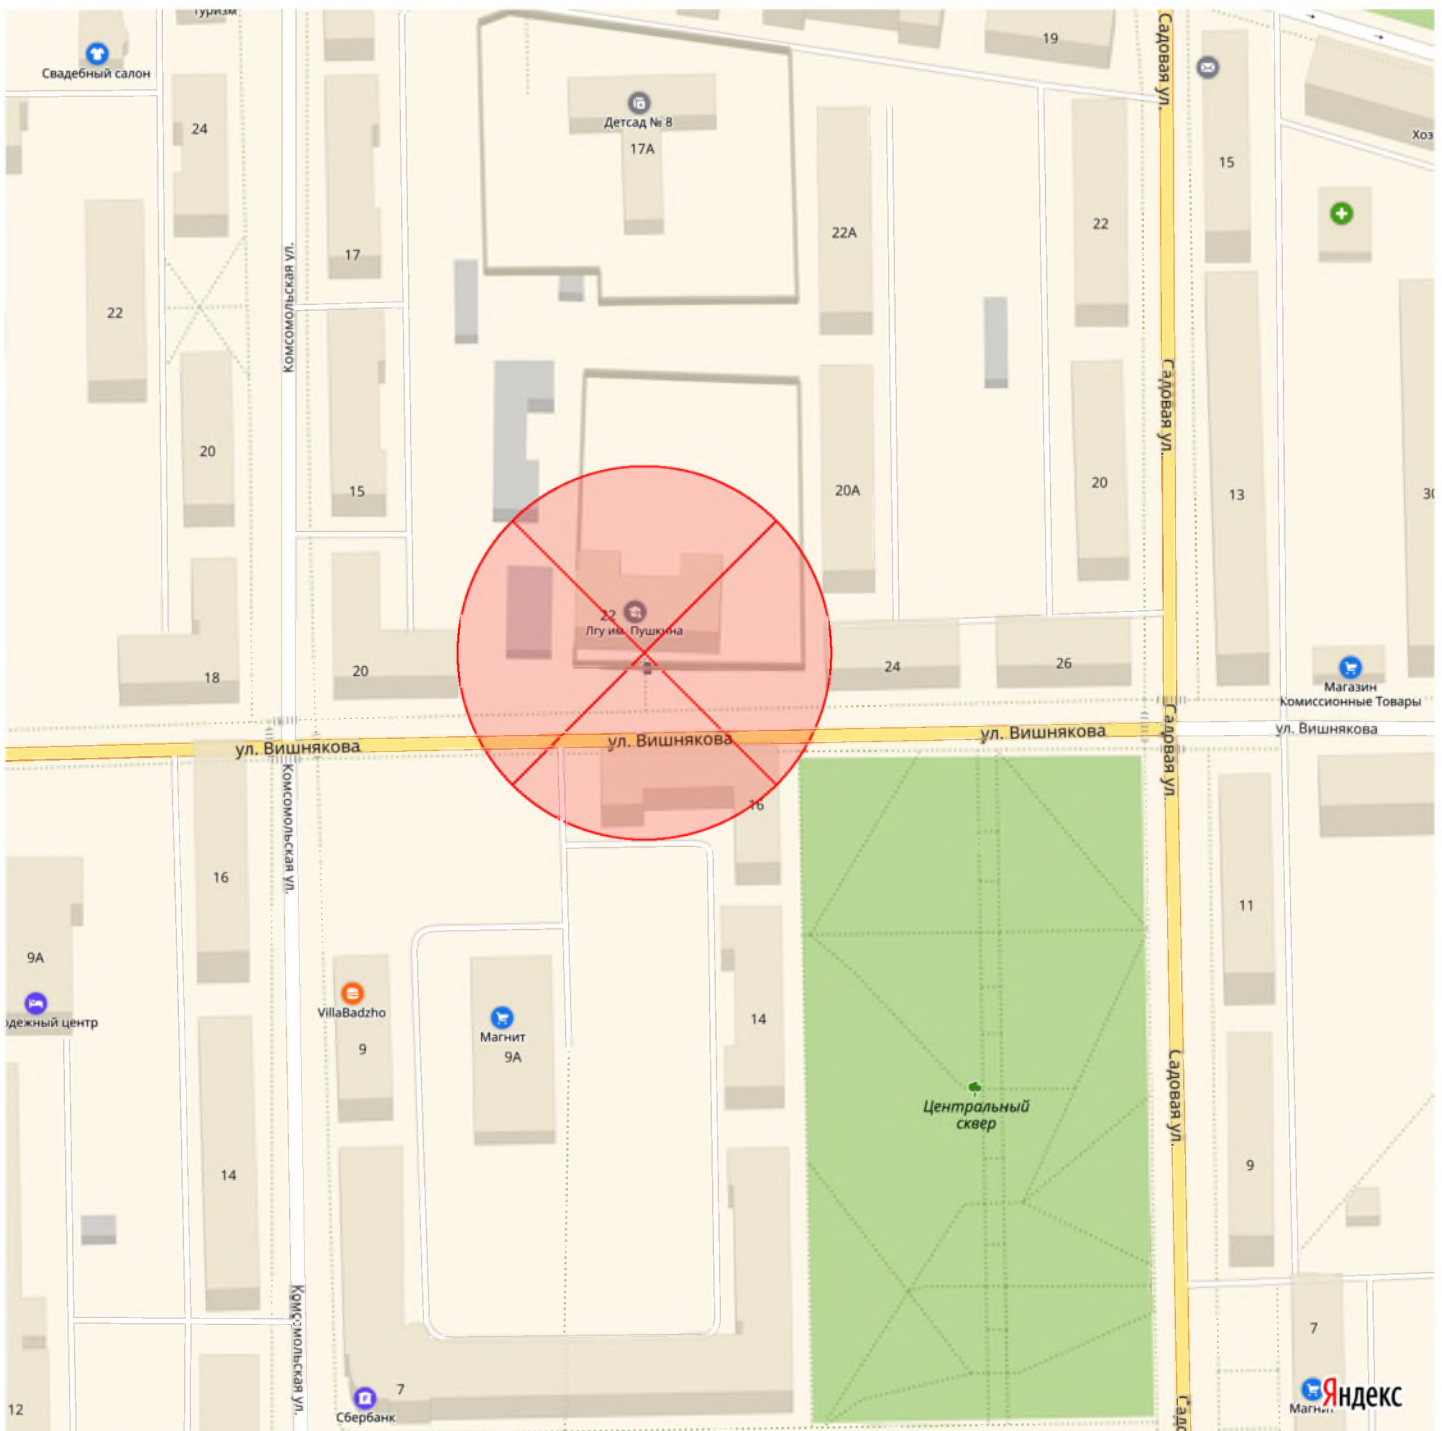 Туризм
Садовая ул.
19
Свадебный салон
24
Детсад № 8
17А
15
22А
22
17
Комсомольская ул.
22
Садовая ул.
20
15
20А
20
13
22
Лгу им. Пушкина
18
20
24
26
Магазин
Комиссионные Товары
ул. Вишнякова
ул. Вишнякова
ул. Вишнякова
ул. Вишнякова
Садовая ул.
Комсомольская ул.
16
16
11
9А
одежный центр
VillaBadzho
9
Магнит
9А
14
Центральный
сквер
Садовая ул.
14
9
Комсомольская ул.
7
7
12
Сбербанк
Магнит
Яндекс